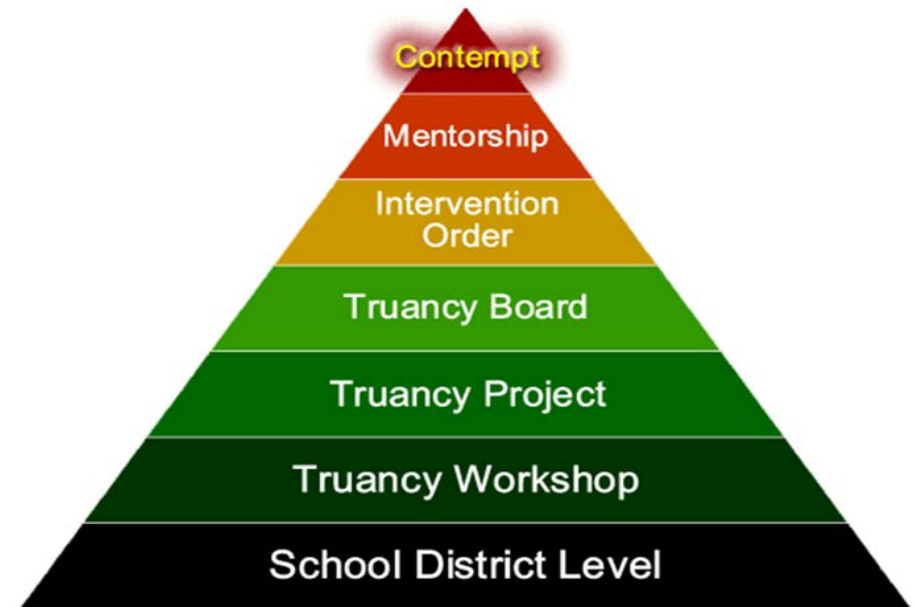 Contempt
Mentorship
Intervention
Order
Truancy Board
Truancy Project
Truancy Workshop
School District Level